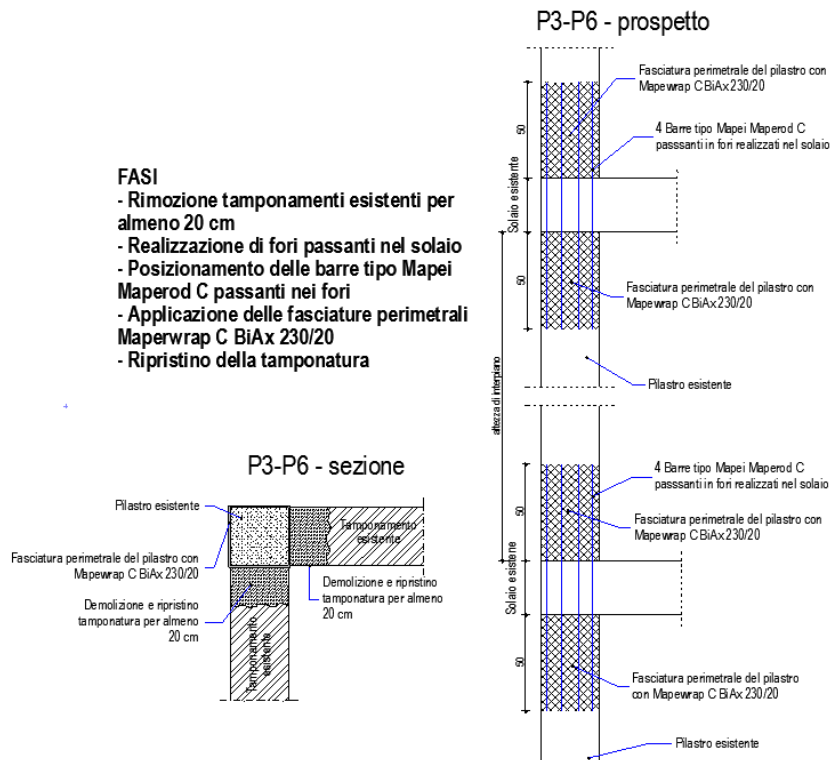 P3-P6 - prospetto
Fasciatura perimetrale del pilastro con
Mapewrap C BiAx 230/20
4 Barre tipo Mapei Maperod C
passsanti in fori realizzati nel solaio
50
Solaio esistente
50
Fasciatura perimetrale del pilastro con
Mapewrap C BiAx 230/20
altezza di interpiano
Pilastro esistente
4 Barre tipo Mapei Maperod C
passsanti in fori realizzati nel solaio
50
Fasciatura perimetrale del pilastro con
Mapewrap C BiAx 230/20
Solaio esistene
50
Fasciatura perimetrale del pilastro
con Mapewrap C BiAx 230/20
Pilastro esistente
FASI
- Rimozione tamponamenti esistenti per
almeno 20 cm
- Realizzazione di fori passanti nel solaio
- Posizionamento delle barre tipo Mapei
Maperod C passanti nei fori
- Applicazione delle fasciature perimetrali
Maperwrap C BiAx 230/20
- Ripristino della tamponatura
P3-P6 - sezione
Pilastro esistente
Fasciatura perimetrale del pilastro con
Mapewrap C BiAx 230/20
Demolizione e ripristino
tamponatura per almeno
20 cm
Tamponamento
esistente
Demolizione e ripristino
tamponatura per almeno
20 cm
Tamponamento
esistente